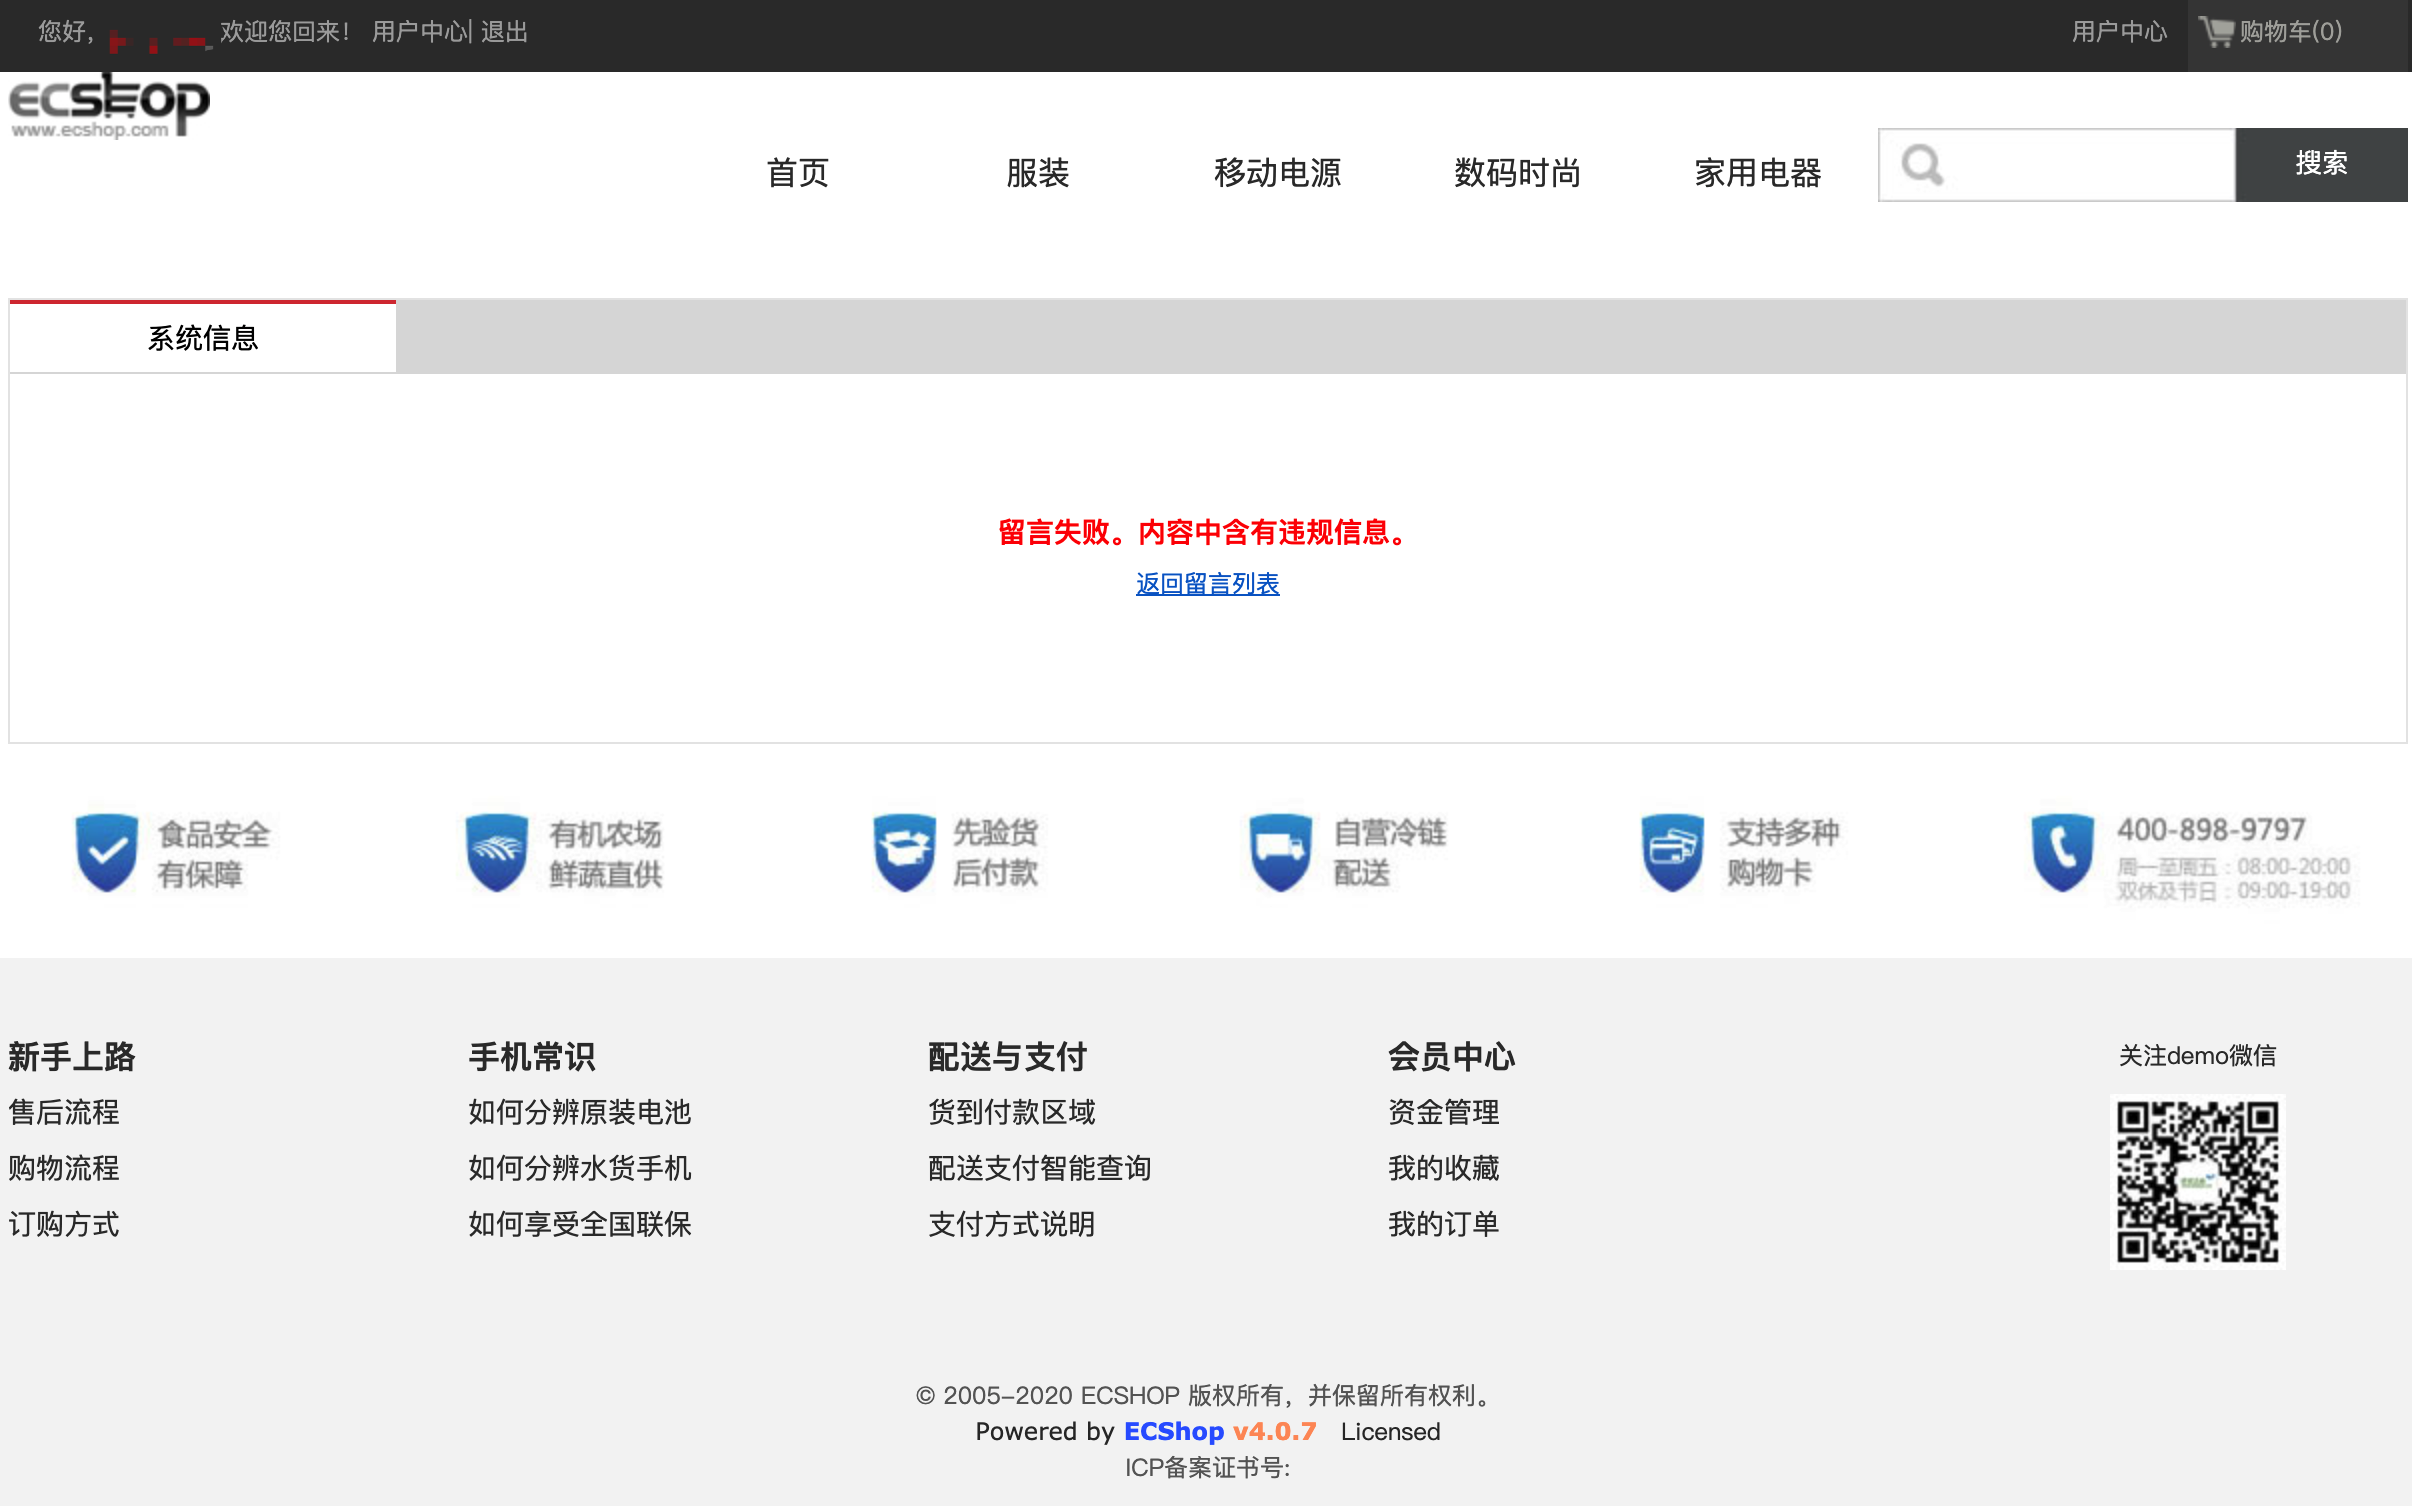 您好， 欢迎您回来！ 用户中心| 退出
用户中心 购物车(0)
ecshop
www.ecshop.com
首页 服装 移动电源 数码时尚 家用电器 搜索
系统信息
留言失败。内容中含有违规信息。
返回留言列表
食品安全
有保障
有机农场
鲜蔬直供
先验货
后付款
自营冷链
配送
支持多种
购物卡
400-898-9797
周一至周五：08:00-20:00
双休及节日：09:00-19:00
新手上路
售后流程
购物流程
订购方式
手机常识
如何分辨原装电池
如何分辨水货手机
如何享受全国联保
配送与支付
货到付款区域
配送支付智能查询
支付方式说明
会员中心
资金管理
我的收藏
我的订单
关注demo微信
© 2005-2020 ECSHOP 版权所有，并保留所有权利。
Powered by ECShop v4.0.7 Licensed
ICP备案证书号: